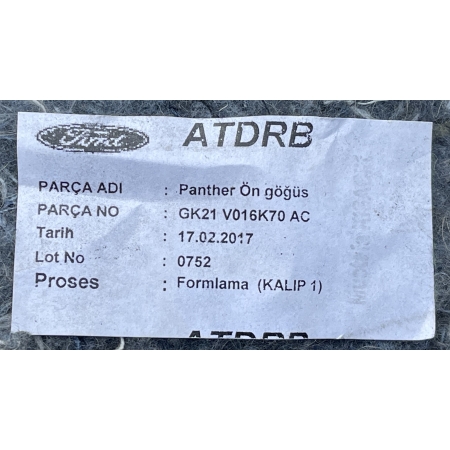 Ford ATDRB
PARÇA ADI : Panther Ön göğüs
PARÇA NO : GK21 V016K70 AC
Tarih : 17.02.2017
Lot No : 0752
Proses : Formlama (KALIP 1)
ATDRB